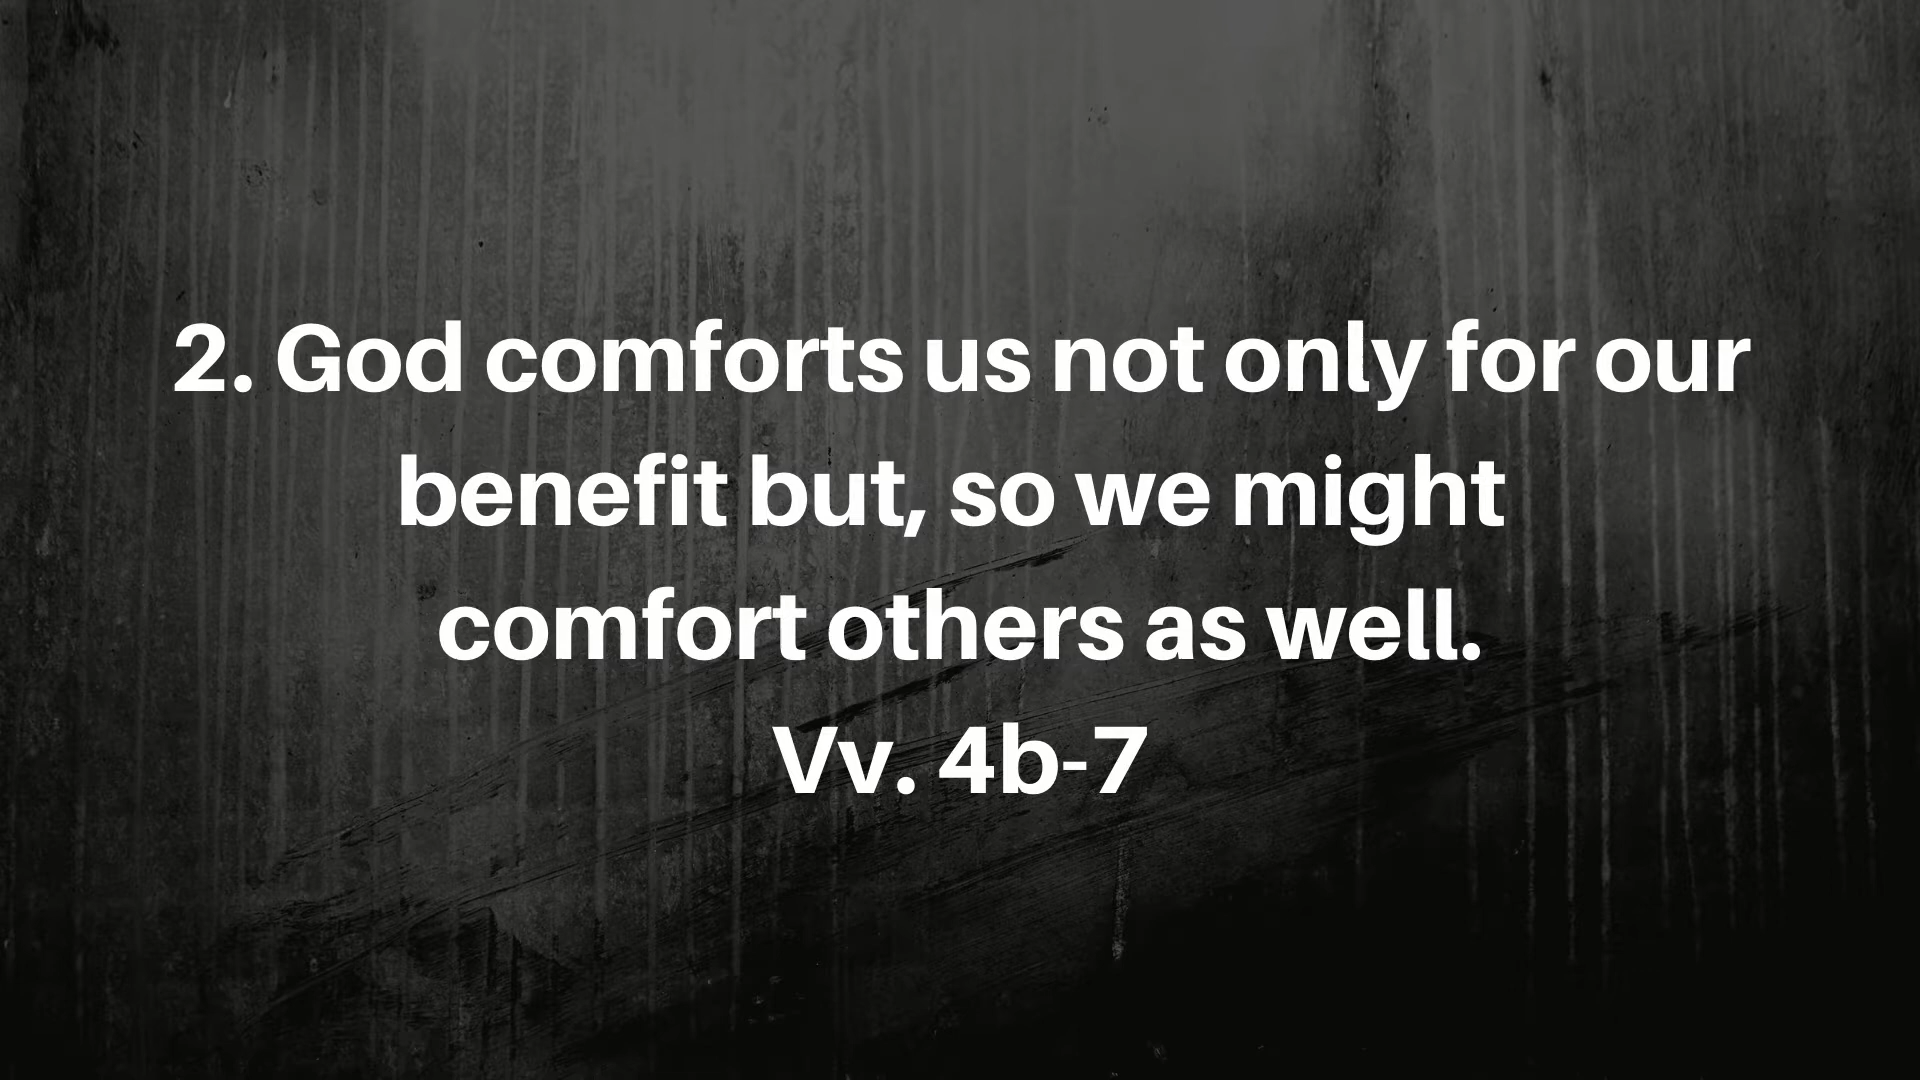 2. God comforts us not only for our
benefit but, so we might
comfort others as well.
Vv. 4b-7